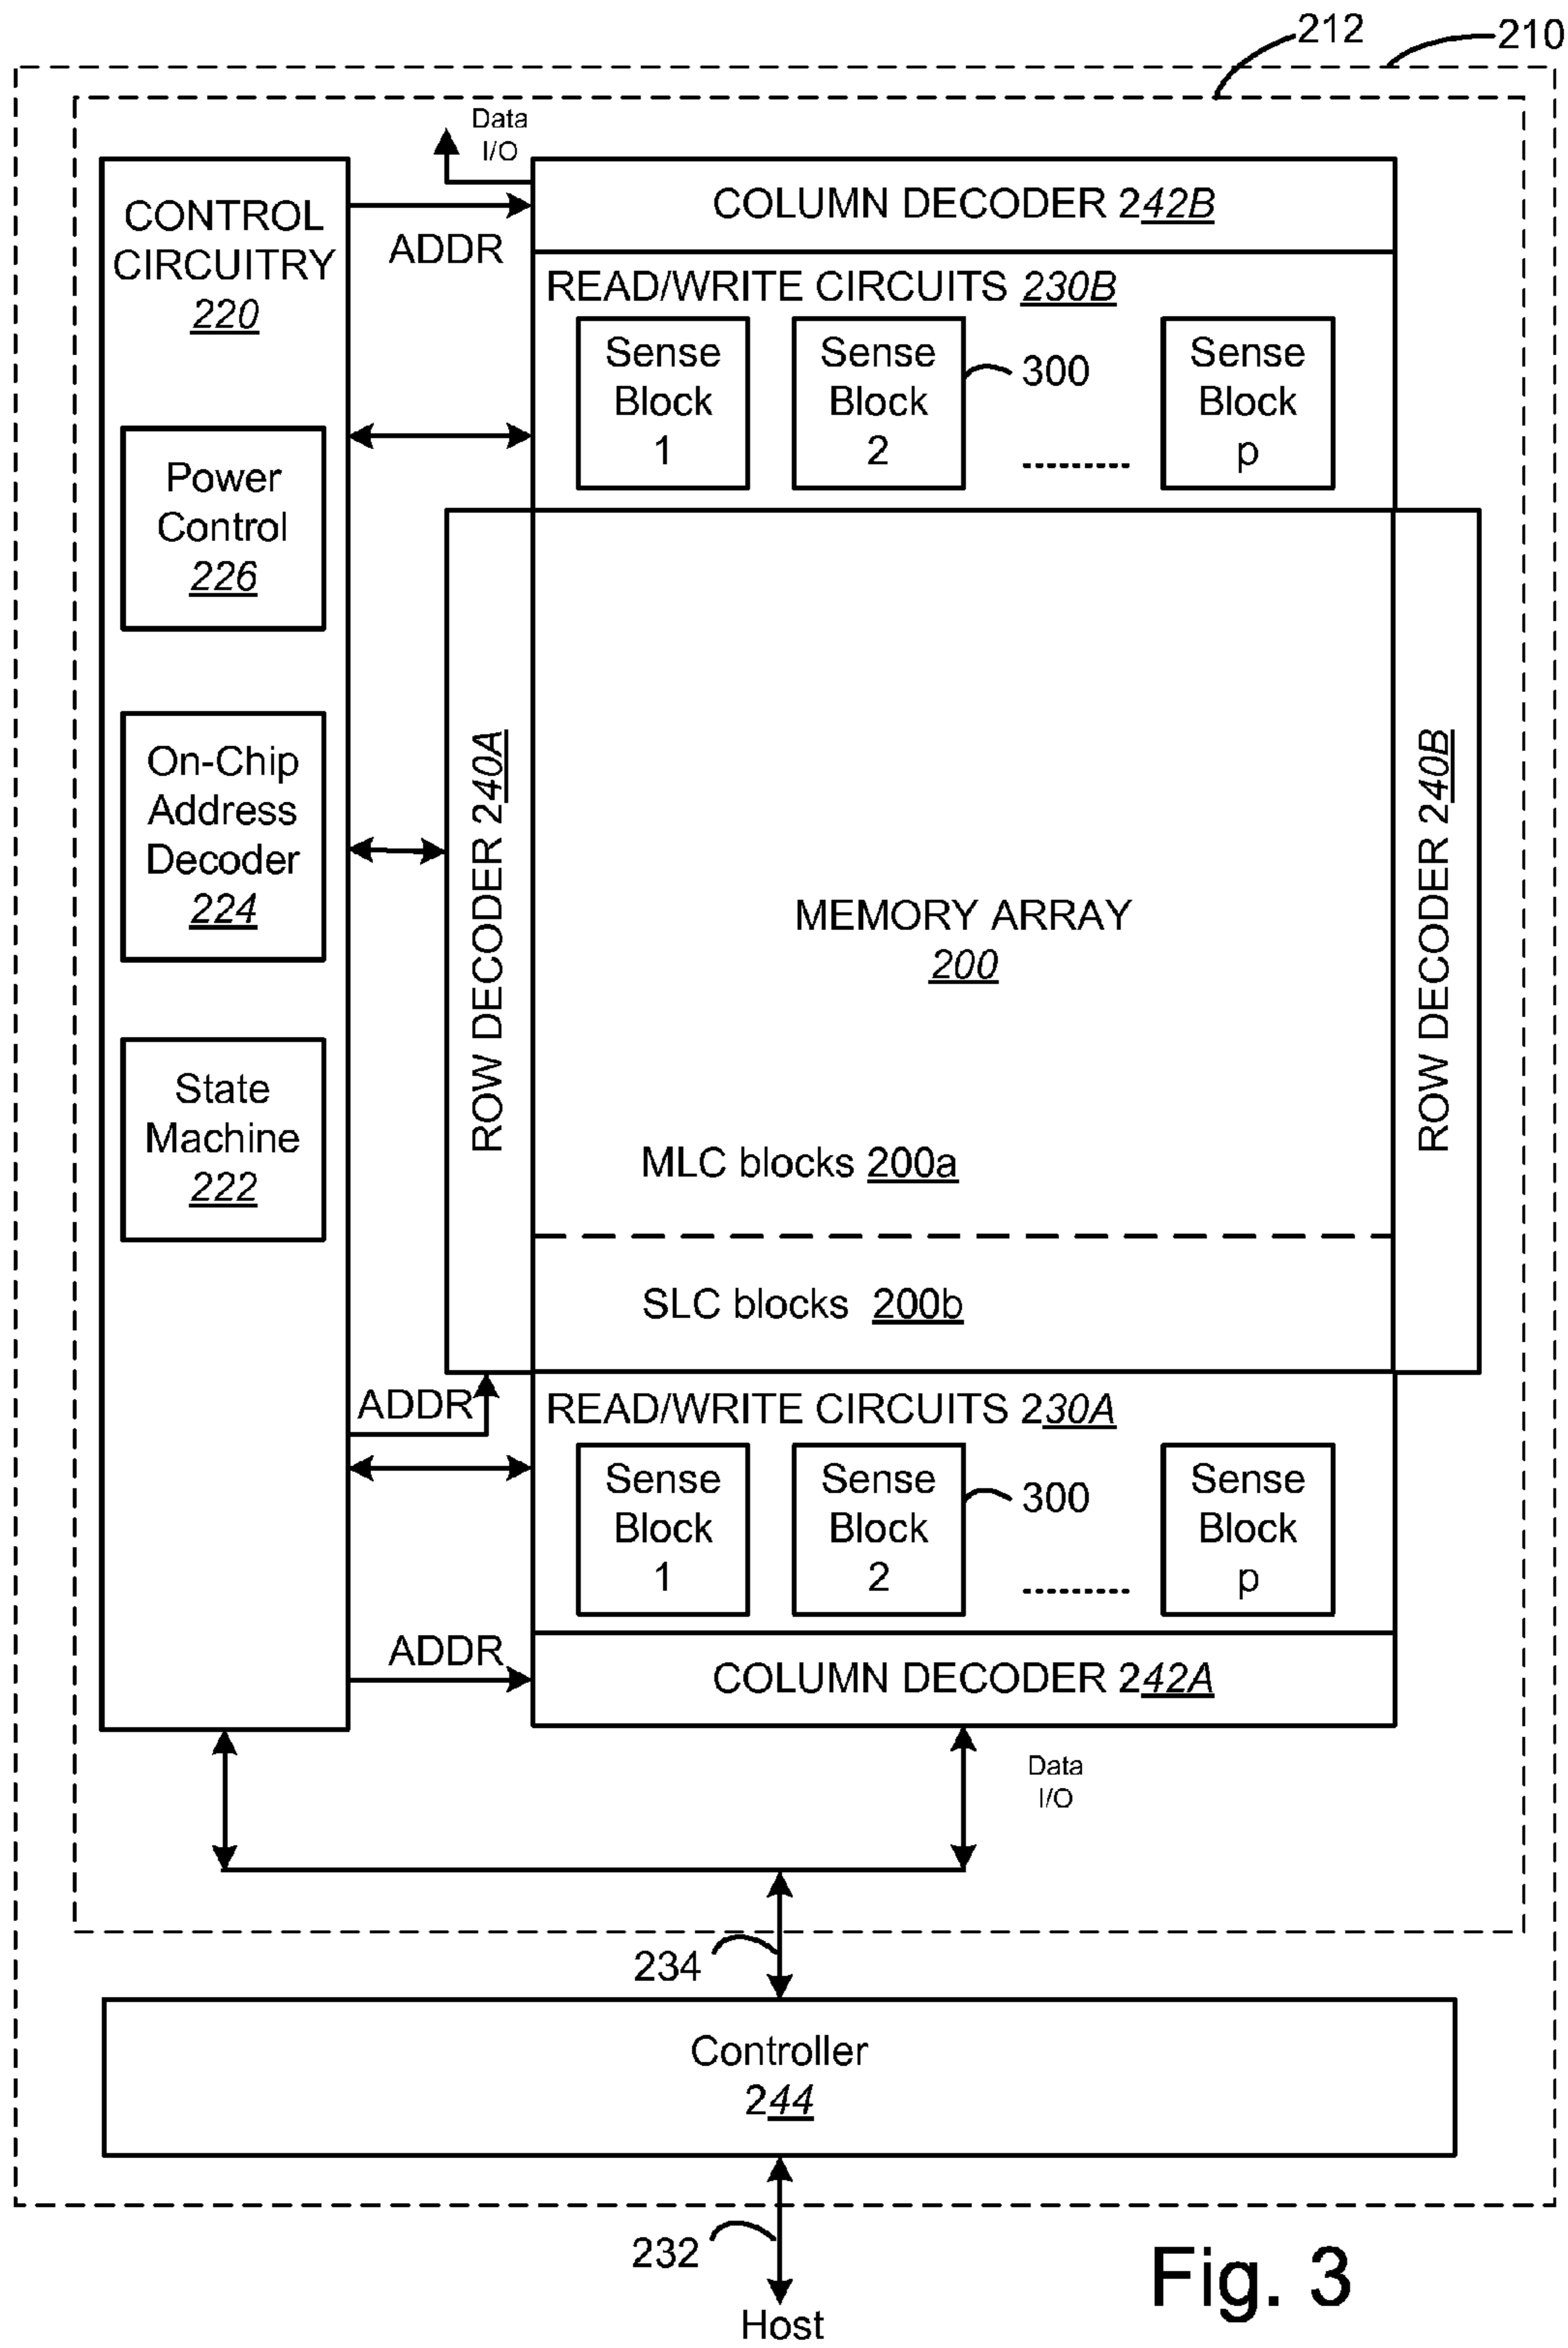 212
210
Data
I/O
CONTROL
CIRCUITRY
220
ADDR
COLUMN DECODER 242B
READ/WRITE CIRCUITS 230B
Sense
Block
1
Sense
Block
2
300
.........
Sense
Block
p
Power
Control
226
On-Chip
Address
Decoder
224
State
Machine
222
ROW DECODER 240A
MEMORY ARRAY
200
MLC blocks 200a
SLC blocks 200b
ROW DECODER 240B
ADDR
READ/WRITE CIRCUITS 230A
Sense
Block
1
Sense
Block
2
300
.........
Sense
Block
p
ADDR
COLUMN DECODER 242A
Data
I/O
234
Controller
244
232
Host
Fig. 3